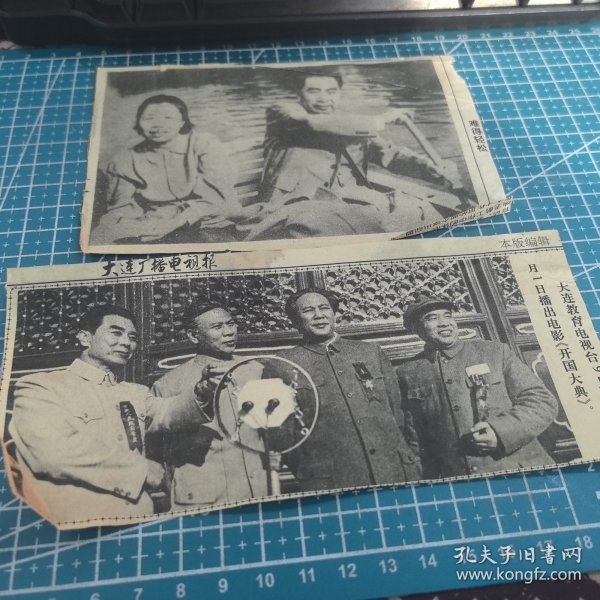 难得轻松
大连广播电视报
本版编辑
大连教育电视台9
月一日播出电影《开国大典》。
孔夫子旧书网
www.kongfz.com